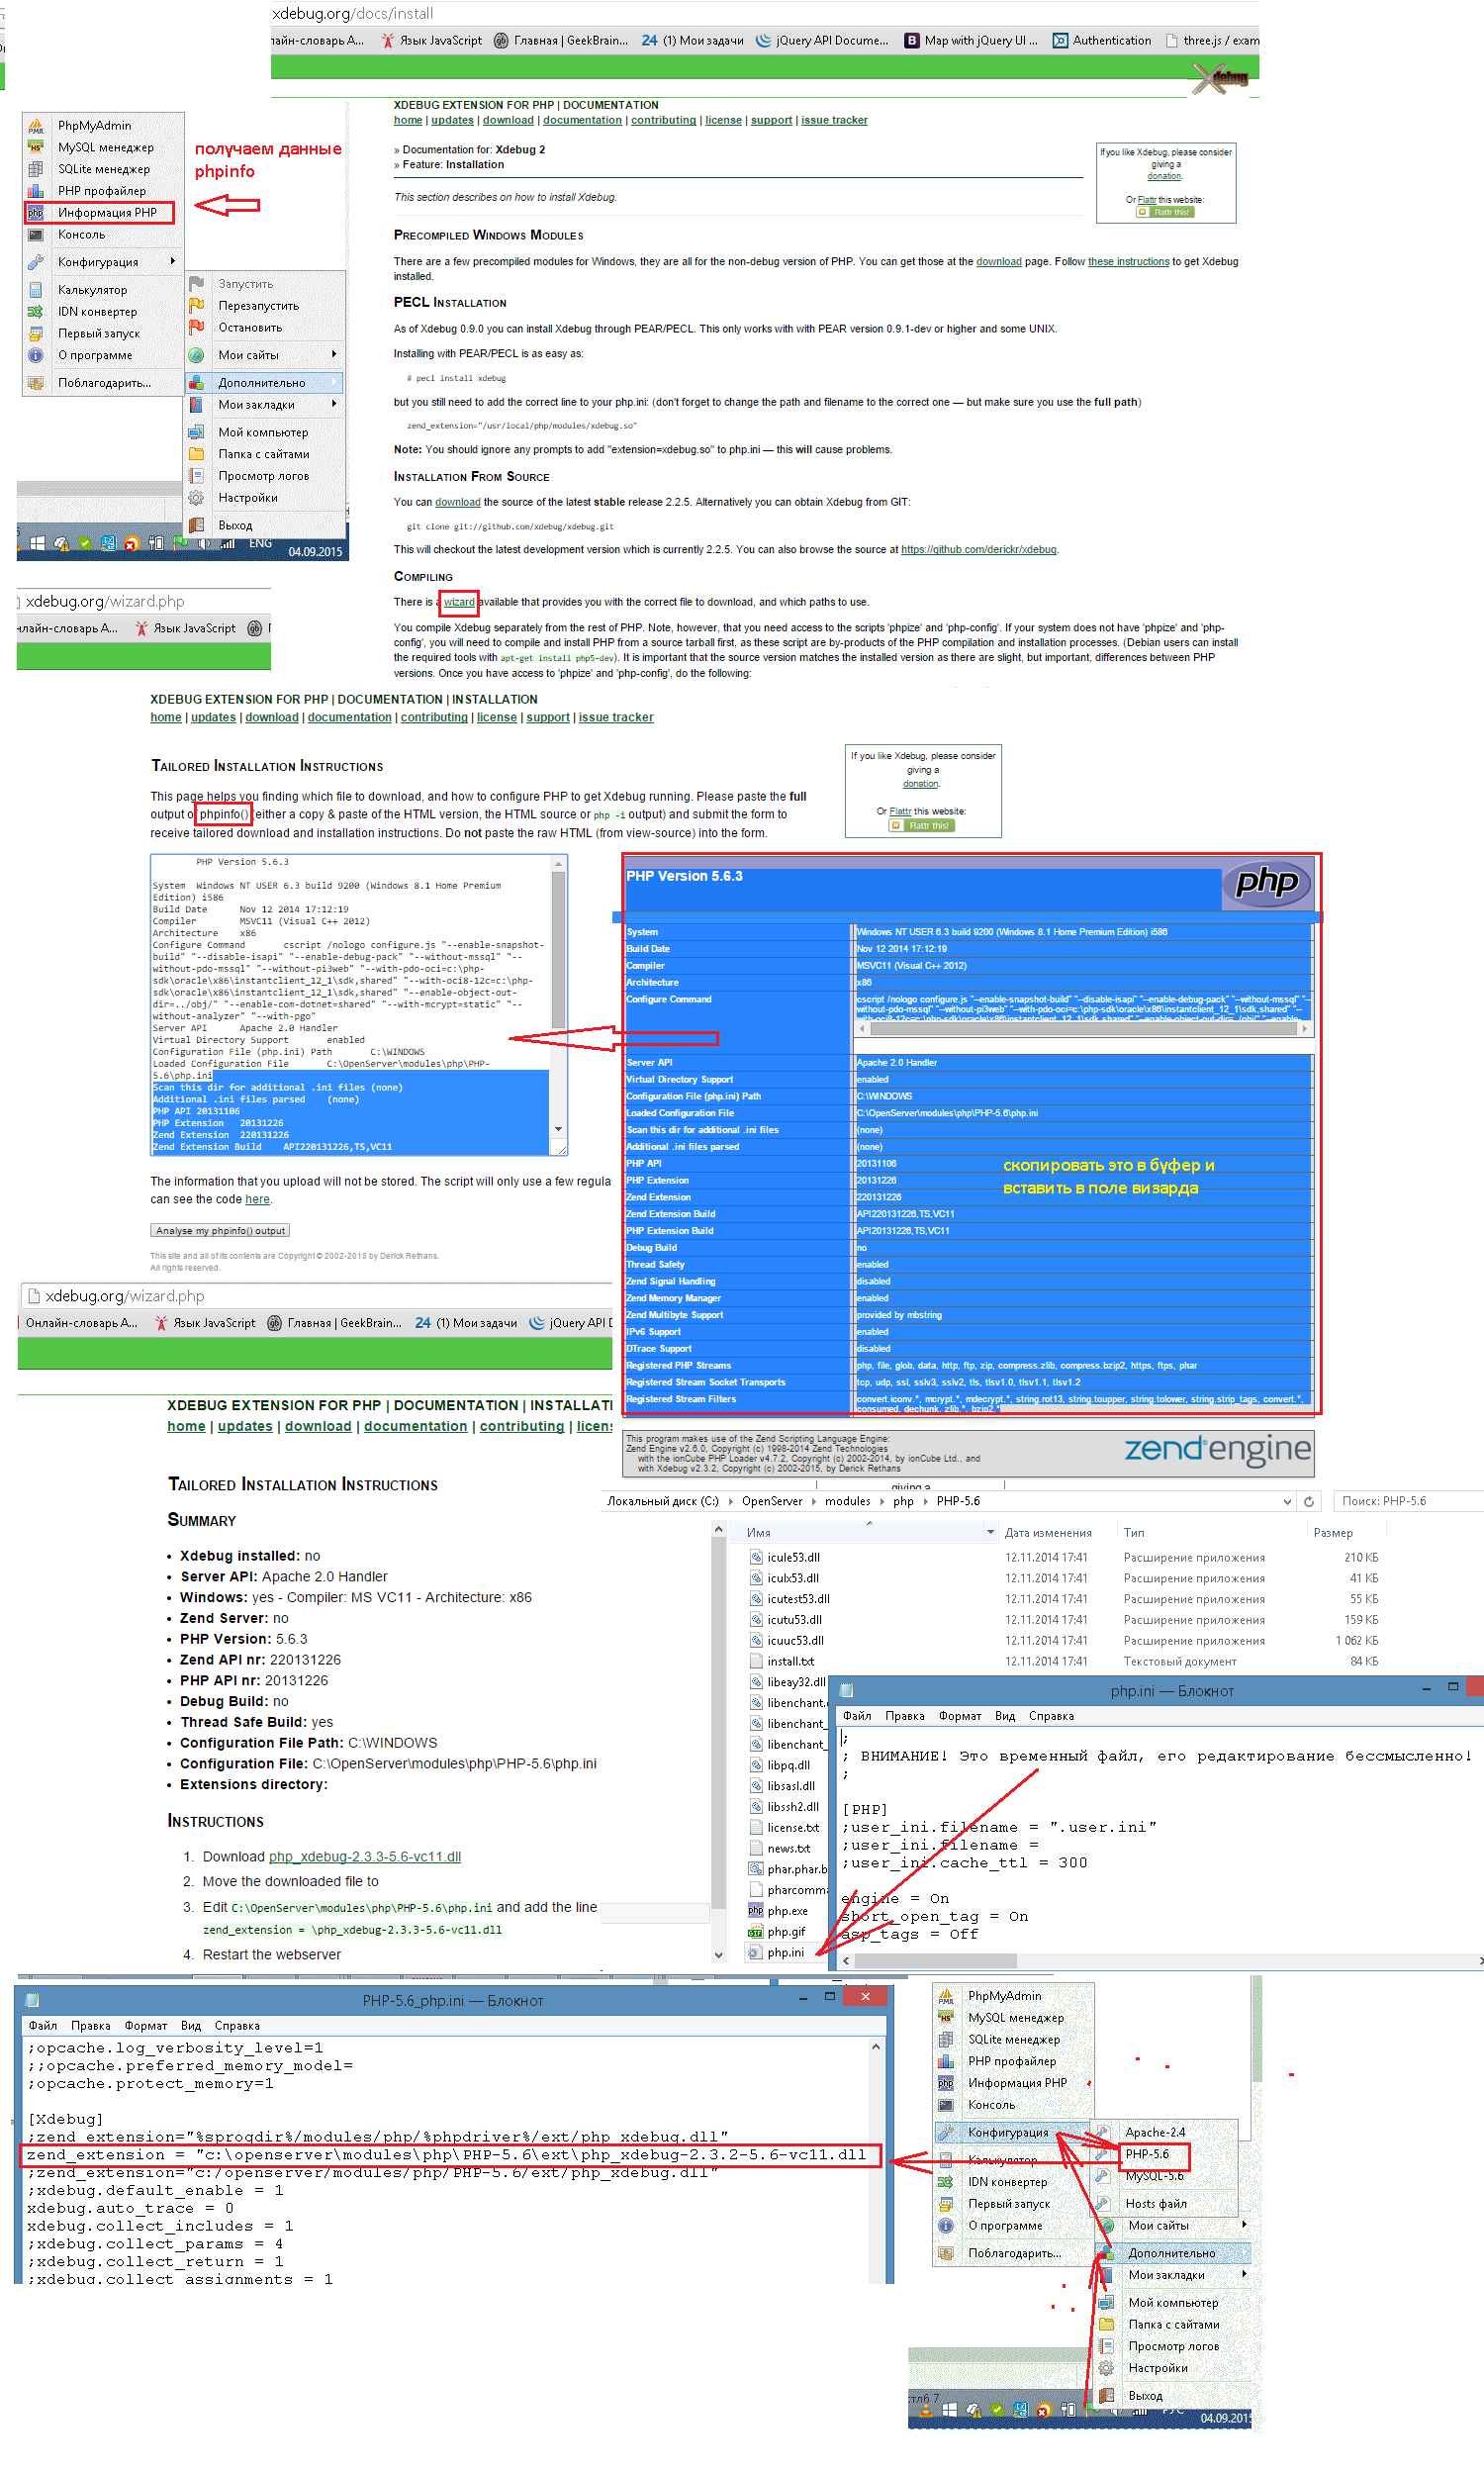 xdebug.org/docs/install
лайн-словарь А...
Язык JavaScript
Главная | GeekBrain...
24 (1) Мои задачи
jQuery API Docume...
Map with jQuery UI ...
Authentication
three.js / exam
Xdebug
XDEBUG EXTENSION FOR PHP | DOCUMENTATION
home | updates | download | documentation | contributing | license | support | issue tracker
» Documentation for: Xdebug 2
» Feature: Installation
If you like Xdebug, please consider
giving a
donation.
Or Flattr this website:
Flattr this!
This section describes on how to install Xdebug.
PRECOMPILED WINDOWS MODULES
There are a few precompiled modules for Windows, they are all for the non-debug version of PHP. You can get those at the download page. Follow these instructions to get Xdebug
installed.
PECL INSTALLATION
As of Xdebug 0.9.0 you can install Xdebug through PEAR/PECL. This only works with with PEAR version 0.9.1-dev or higher and some UNIX.
Installing with PEAR/PECL is as easy as:
# pecl install xdebug
but you still need to add the correct line to your php.ini: (don't forget to change the path and filename to the correct one — but make sure you use the full path)
zend_extension="/usr/local/php/modules/xdebug.so"
Note: You should ignore any prompts to add "extension=xdebug.so" to php.ini — this will cause problems.
INSTALLATION FROM SOURCE
You can download the source of the latest stable release 2.2.5. Alternatively you can obtain Xdebug from GIT:
git clone git://github.com/xdebug/xdebug.git
This will checkout the latest development version which is currently 2.2.5. You can also browse the source at https://github.com/derickr/xdebug.
COMPILING
There is a wizard available that provides you with the correct file to download, and which paths to use.
You compile Xdebug separately from the rest of PHP. Note, however, that you need access to the scripts 'phpize' and 'php-config'. If your system does not have 'phpize' and 'php-
config', you will need to compile and install PHP from a source tarball first, as these script are by-products of the PHP compilation and installation processes. (Debian users can install
the required tools with apt-get install php5-dev). It is important that the source version matches the installed version as there are slight, but important, differences between PHP
versions. Once you have access to 'phpize' and 'php-config', do the following:
PhpMyAdmin
MySQL менеджер
SQLite менеджер
PHP профайлер
Информация PHP
Консоль
Конфигурация
Калькулятор
IDN конвертер
Первый запуск
О программе
Поблагодарить...
получаем данные
phpinfo
Запустить
Перезапустить
Остановить
Мои сайты
Дополнительно
Мои закладки
Мой компьютер
Папка с сайтами
Просмотр логов
Настройки
Выход
ENG
04.09.2015
xdebug.org/wizard.php
нлайн-словарь А...
Язык JavaScript
XDEBUG EXTENSION FOR PHP | DOCUMENTATION | INSTALLATION
home | updates | download | documentation | contributing | license | support | issue tracker
TAILORED INSTALLATION INSTRUCTIONS
This page helps you finding which file to download, and how to configure PHP to get Xdebug running. Please paste the full
output of phpinfo() (either a copy & paste of the HTML version, the HTML source or php -i output) and submit the form to
receive tailored download and installation instructions. Do not paste the raw HTML (from view-source) into the form.
If you like Xdebug, please consider
giving a
donation.
Or Flattr this website:
Flattr this!
PHP Version 5.6.3
System Windows NT USER 6.3 build 9200 (Windows 8.1 Home Premium
Edition) i586
Build Date Nov 12 2014 17:12:19
Compiler MSVC11 (Visual C++ 2012)
Architecture x86
Configure Command cscript /nologo configure.js "--enable-snapshot-
build" "--disable-isapi" "--enable-debug-pack" "--without-mssql" "--
without-pdo-mssql" "--without-pi3web" "--with-pdo-oci=c:\php-
sdk\oracle\x86\instantclient_12_1\sdk,shared" "--with-oci8-12c=c:\php-
sdk\oracle\x86\instantclient_12_1\sdk,shared" "--enable-object-out-
dir=../obj/" "--enable-com-dotnet=shared" "--with-mcrypt=static" "--
without-analyzer" "--with-pgo"
Server API Apache 2.0 Handler
Virtual Directory Support enabled
Configuration File (php.ini) Path C:\WINDOWS
Loaded Configuration File C:\OpenServer\modules\php\PHP-
5.6\php.ini
Scan this dir for additional .ini files (none)
Additional .ini files parsed (none)
PHP API 20131106
PHP Extension 20131226
Zend Extension 220131226
Zend Extension Build API220131226,TS,VC11
The information that you upload will not be stored. The script will only use a few regula
can see the code here.
Analyse my phpinfo() output
This site and all of its contents are Copyright © 2002-2015 by Derick Rethans.
All rights reserved.
PHP Version 5.6.3
php
System Windows NT USER 6.3 build 9200 (Windows 8.1 Home Premium Edition) i586
Build Date Nov 12 2014 17:12:19
Compiler MSVC11 (Visual C++ 2012)
Architecture x86
Configure Command cscript /nologo configure.js "--enable-snapshot-build" "--disable-isapi" "--enable-debug-pack" "--without-mssql" "--
without-pdo-mssql" "--without-pi3web" "--with-pdo-oci=c:\php-sdk\oracle\x86\instantclient_12_1\sdk,shared" "--
with-oci8-12c=c:\php-sdk\oracle\x86\instantclient_12_1\sdk,shared" "--enable-object-out-dir=../obj/" "--enable-
Server API Apache 2.0 Handler
Virtual Directory Support enabled
Configuration File (php.ini) Path C:\WINDOWS
Loaded Configuration File C:\OpenServer\modules\php\PHP-5.6\php.ini
Scan this dir for additional .ini files (none)
Additional .ini files parsed (none)
PHP API 20131106
PHP Extension 20131226
Zend Extension 220131226
Zend Extension Build API220131226,TS,VC11
PHP Extension Build API20131226,TS,VC11
Debug Build no
Thread Safety enabled
Zend Signal Handling disabled
Zend Memory Manager enabled
Zend Multibyte Support provided by mbstring
IPv6 Support enabled
DTrace Support disabled
Registered PHP Streams php, file, glob, data, http, ftp, zip, compress.zlib, compress.bzip2, https, ftps, phar
Registered Stream Socket Transports tcp, udp, ssl, sslv3, sslv2, tls, tlsv1.0, tlsv1.1, tlsv1.2
Registered Stream Filters convert.iconv.*, mcrypt.*, mdecrypt.*, string.rot13, string.toupper, string.tolower, string.strip_tags, convert.*,
consumed, dechunk, zlib.*, bzip2.*
скопировать это в буфер и
вставить в поле визарда
This program makes use of the Zend Scripting Language Engine:
Zend Engine v2.6.0, Copyright (c) 1998-2014 Zend Technologies
with the ionCube PHP Loader v4.7.2, Copyright (c) 2002-2014, by ionCube Ltd., and
with Xdebug v2.3.2, Copyright (c) 2002-2015, by Derick Rethans
zend engine
giving a
xdebug.org/wizard.php
Онлайн-словарь А...
Язык JavaScript
Главная | GeekBrain...
24 (1) Мои задачи
jQuery API D
XDEBUG EXTENSION FOR PHP | DOCUMENTATION | INSTALLATI
home | updates | download | documentation | contributing | licens
TAILORED INSTALLATION INSTRUCTIONS
SUMMARY
• Xdebug installed: no
• Server API: Apache 2.0 Handler
• Windows: yes - Compiler: MS VC11 - Architecture: x86
• Zend Server: no
• PHP Version: 5.6.3
• Zend API nr: 220131226
• PHP API nr: 20131226
• Debug Build: no
• Thread Safe Build: yes
• Configuration File Path: C:\WINDOWS
• Configuration File: C:\OpenServer\modules\php\PHP-5.6\php.ini
• Extensions directory:
INSTRUCTIONS
1. Download php_xdebug-2.3.3-5.6-vc11.dll
2. Move the downloaded file to
3. Edit C:\OpenServer\modules\php\PHP-5.6\php.ini and add the line
zend_extension = \php_xdebug-2.3.3-5.6-vc11.dll
4. Restart the webserver
Локальный диск (C:) OpenServer modules php PHP-5.6
Поиск: PHP-5.6
Имя Дата изменения Тип Размер
icule53.dll 12.11.2014 17:41 Расширение приложения 210 КБ
iculx53.dll 12.11.2014 17:41 Расширение приложения 41 КБ
icutest53.dll 12.11.2014 17:41 Расширение приложения 55 КБ
icutu53.dll 12.11.2014 17:41 Расширение приложения 159 КБ
icuuc53.dll 12.11.2014 17:41 Расширение приложения 1 062 КБ
install.txt 12.11.2014 17:41 Текстовый документ 84 КБ
libeay32.dll
libenchant.
libenchant_
libenchant_
libpq.dll
libsasl.dll
libssh2.dll
license.txt
news.txt
phar.phar.b
pharcomma
php.exe
php.gif
php.ini
php.ini — Блокнот
Файл Правка Формат Вид Справка
;
; ВНИМАНИЕ! Это временный файл, его редактирование бессмысленно!
;
[PHP]
;user_ini.filename = ".user.ini"
;user_ini.filename =
;user_ini.cache_ttl = 300
engine = On
short_open_tag = On
asp_tags = Off
PHP-5.6_php.ini — Блокнот
Файл Правка Формат Вид Справка
;opcache.log_verbosity_level=1
;;opcache.preferred_memory_model=
;opcache.protect_memory=1
[Xdebug]
;zend_extension="%sprogdir%/modules/php/%phpdriver%/ext/php_xdebug.dll"
zend_extension = "c:\openserver\modules\php\PHP-5.6\ext\php_xdebug-2.3.2-5.6-vc11.dll
;zend_extension="c:/openserver/modules/php/PHP-5.6/ext/php_xdebug.dll"
;xdebug.default_enable = 1
xdebug.auto_trace = 0
xdebug.collect_includes = 1
;xdebug.collect_params = 4
;xdebug.collect_return = 1
;xdebug.collect_assignments = 1
PhpMyAdmin
MySQL менеджер
SQLite менеджер
PHP профайлер
Информация PHP
Консоль
Конфигурация
Калькулятор
IDN конвертер
Первый запуск
О программе
Поблагодарить...
Apache-2.4
PHP-5.6
MySQL-5.6
Hosts файл
Мои сайты
Дополнительно
Мои закладки
Мой компьютер
Папка с сайтами
Просмотр логов
Настройки
Выход
стлб 7
РУС
04.09.2015